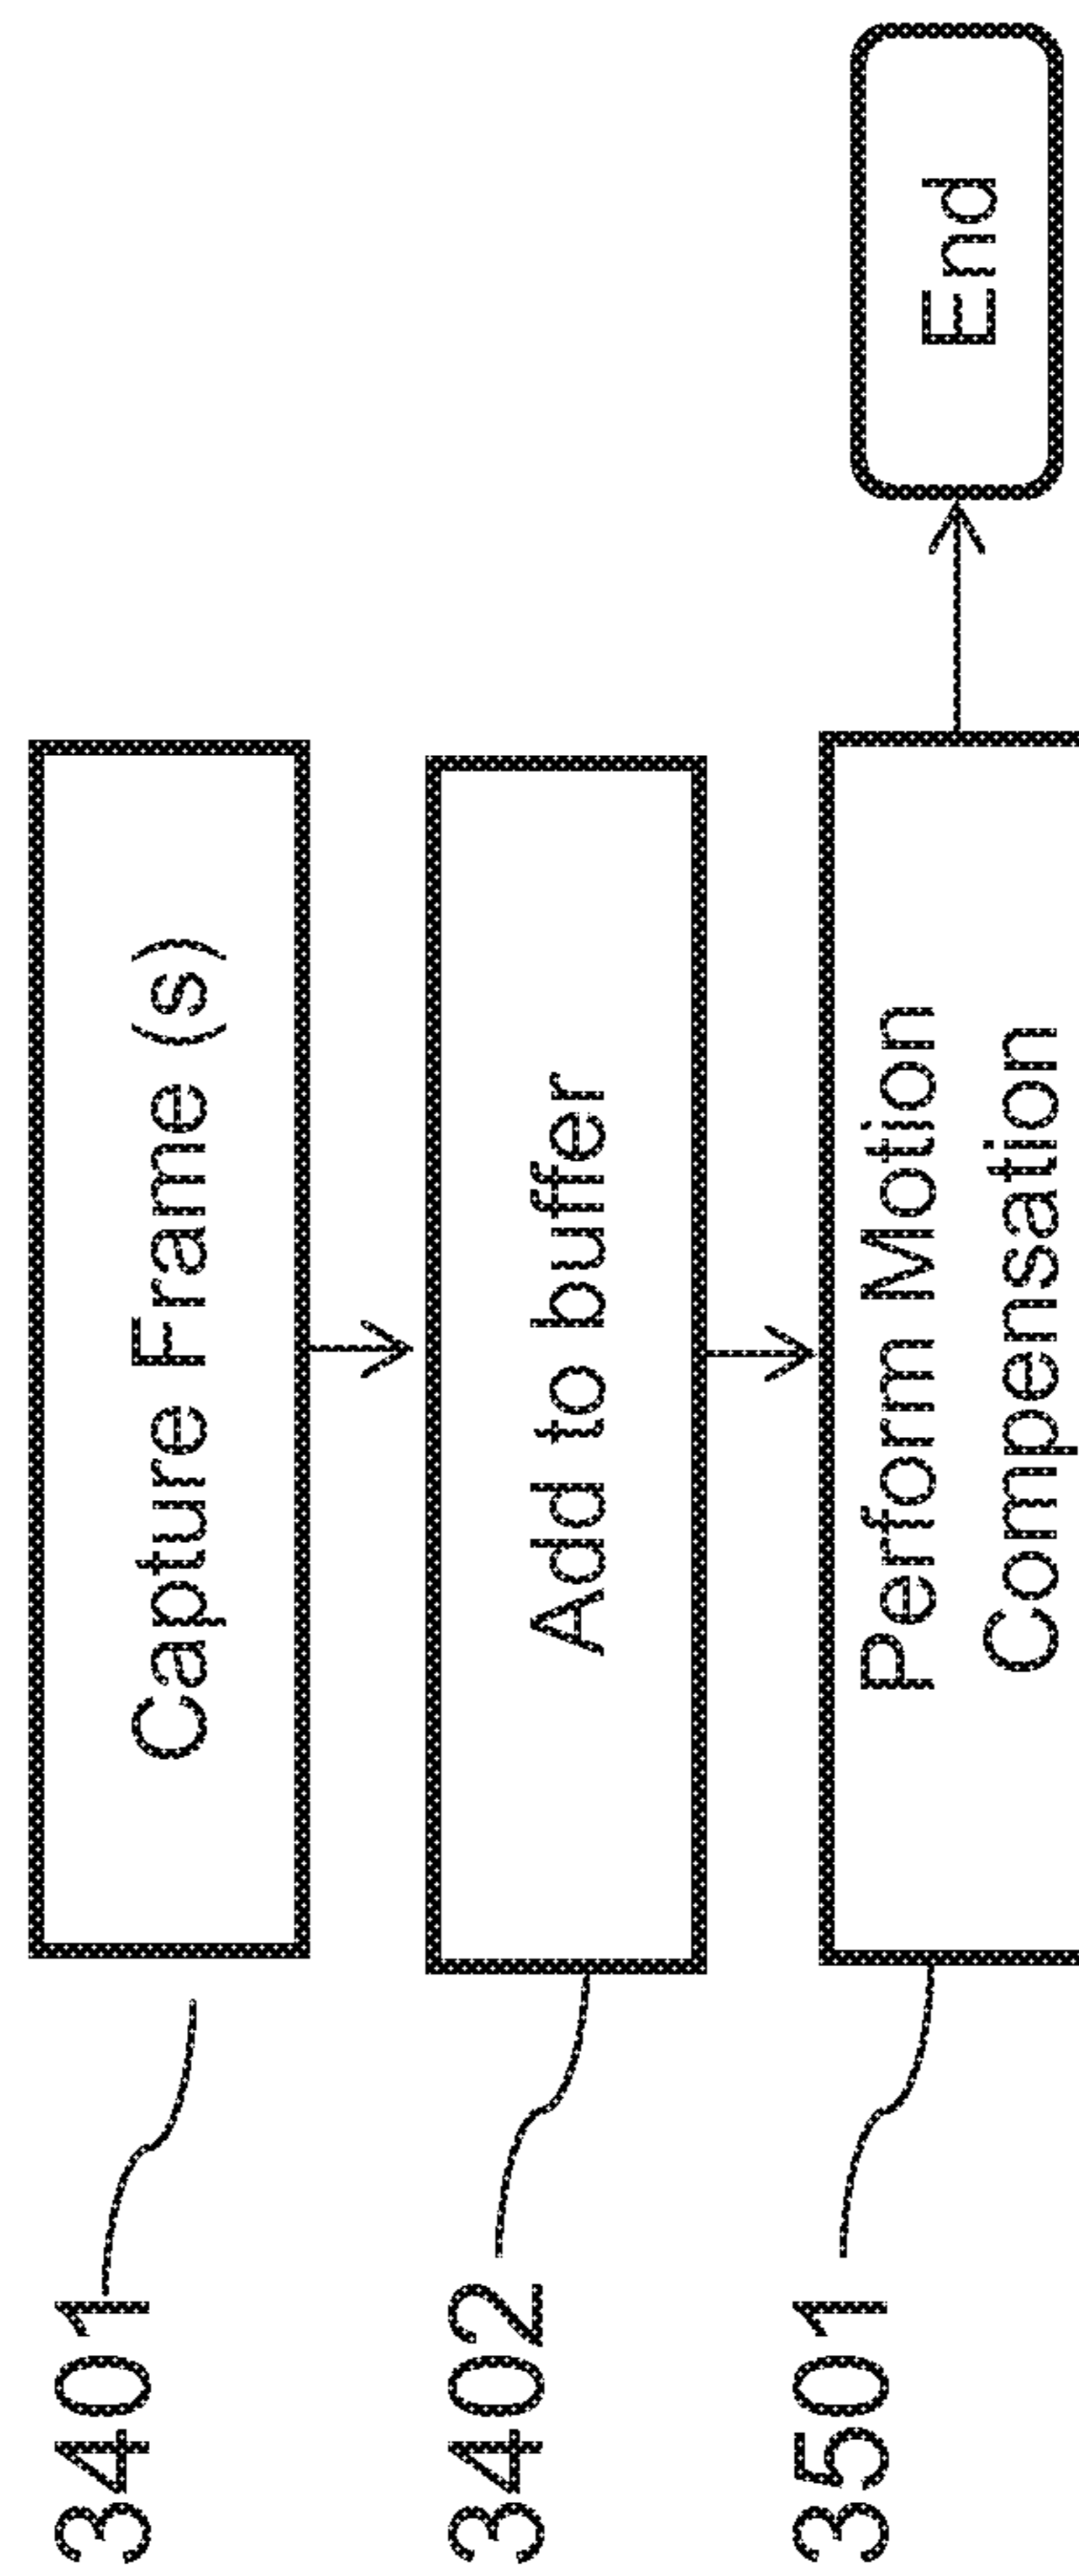 3401
Capture Frame (s)
3402
Add to buffer
3501
Perform Motion
Compensation
End